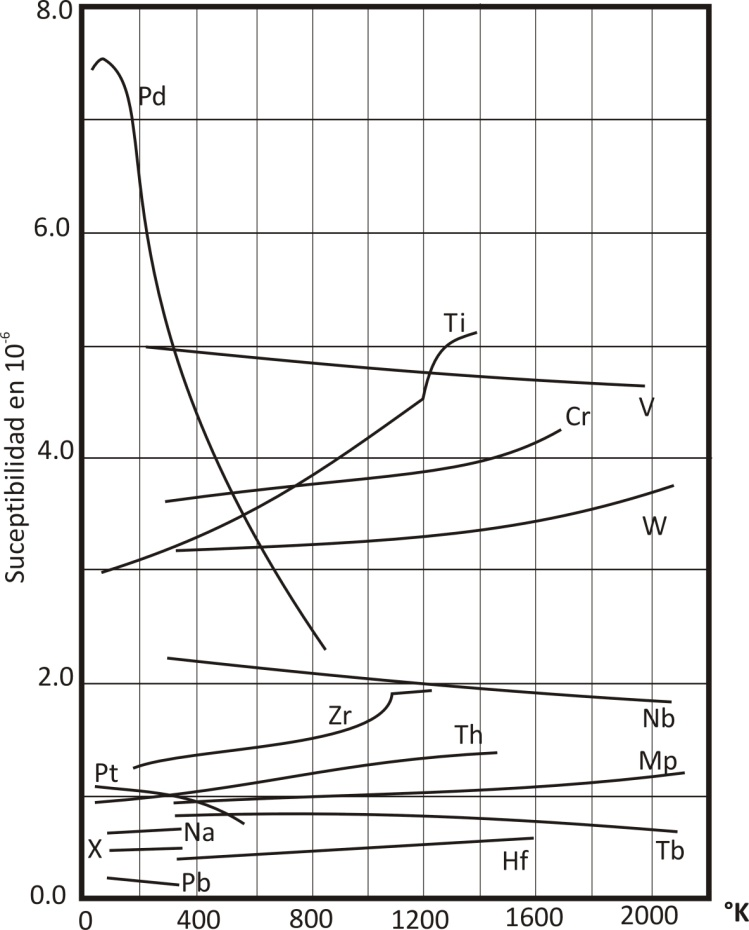 8.0
Pd
6.0
Ti
V
Cr
4.0
W
Suceptibilidad en 10⁻⁶
2.0
Zr
Nb
Th
Mp
Pt
Na
X
Tb
Hf
Pb
0.0
0 400 800 1200 1600 2000 °K